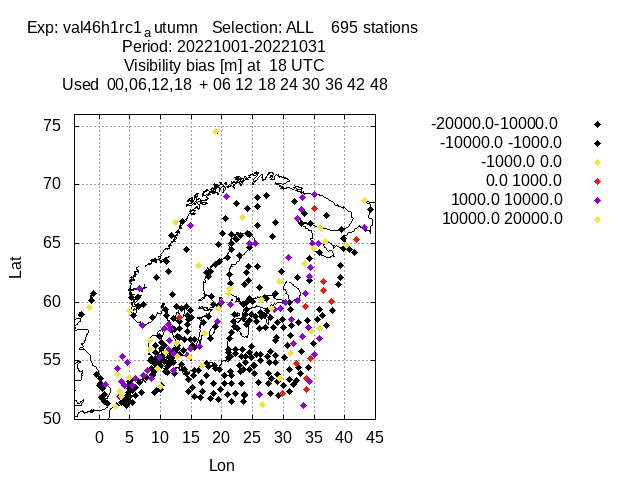 Exp: val46h1rc1autumn Selection: ALL 695 stations
Period: 20221001-20221031
Visibility bias [m] at 18 UTC
Used 00,06,12,18 + 06 12 18 24 30 36 42 48
-20000.0-10000.0
-10000.0 -1000.0
-1000.0 0.0
0.0 1000.0
1000.0 10000.0
10000.0 20000.0
75
70
65
60
55
50
Lat
0 5 10 15 20 25 30 35 40 45
Lon